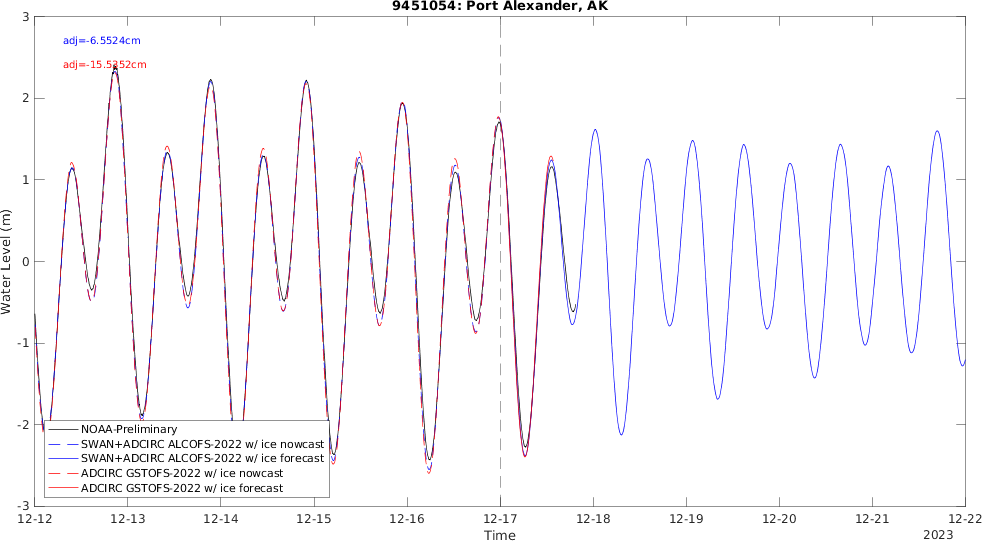 9451054: Port Alexander, AK
3
adj=-6.5524cm
adj=-15.5352cm
2
1
0
-1
-2
-3
Water Level (m)
NOAA-Preliminary
SWAN+ADCIRC ALCOFS-2022 w/ ice nowcast
SWAN+ADCIRC ALCOFS-2022 w/ ice forecast
ADCIRC GSTOFS-2022 w/ ice nowcast
ADCIRC GSTOFS-2022 w/ ice forecast
12-12 12-13 12-14 12-15 12-16 12-17 12-18 12-19 12-20 12-21 12-22
Time
2023